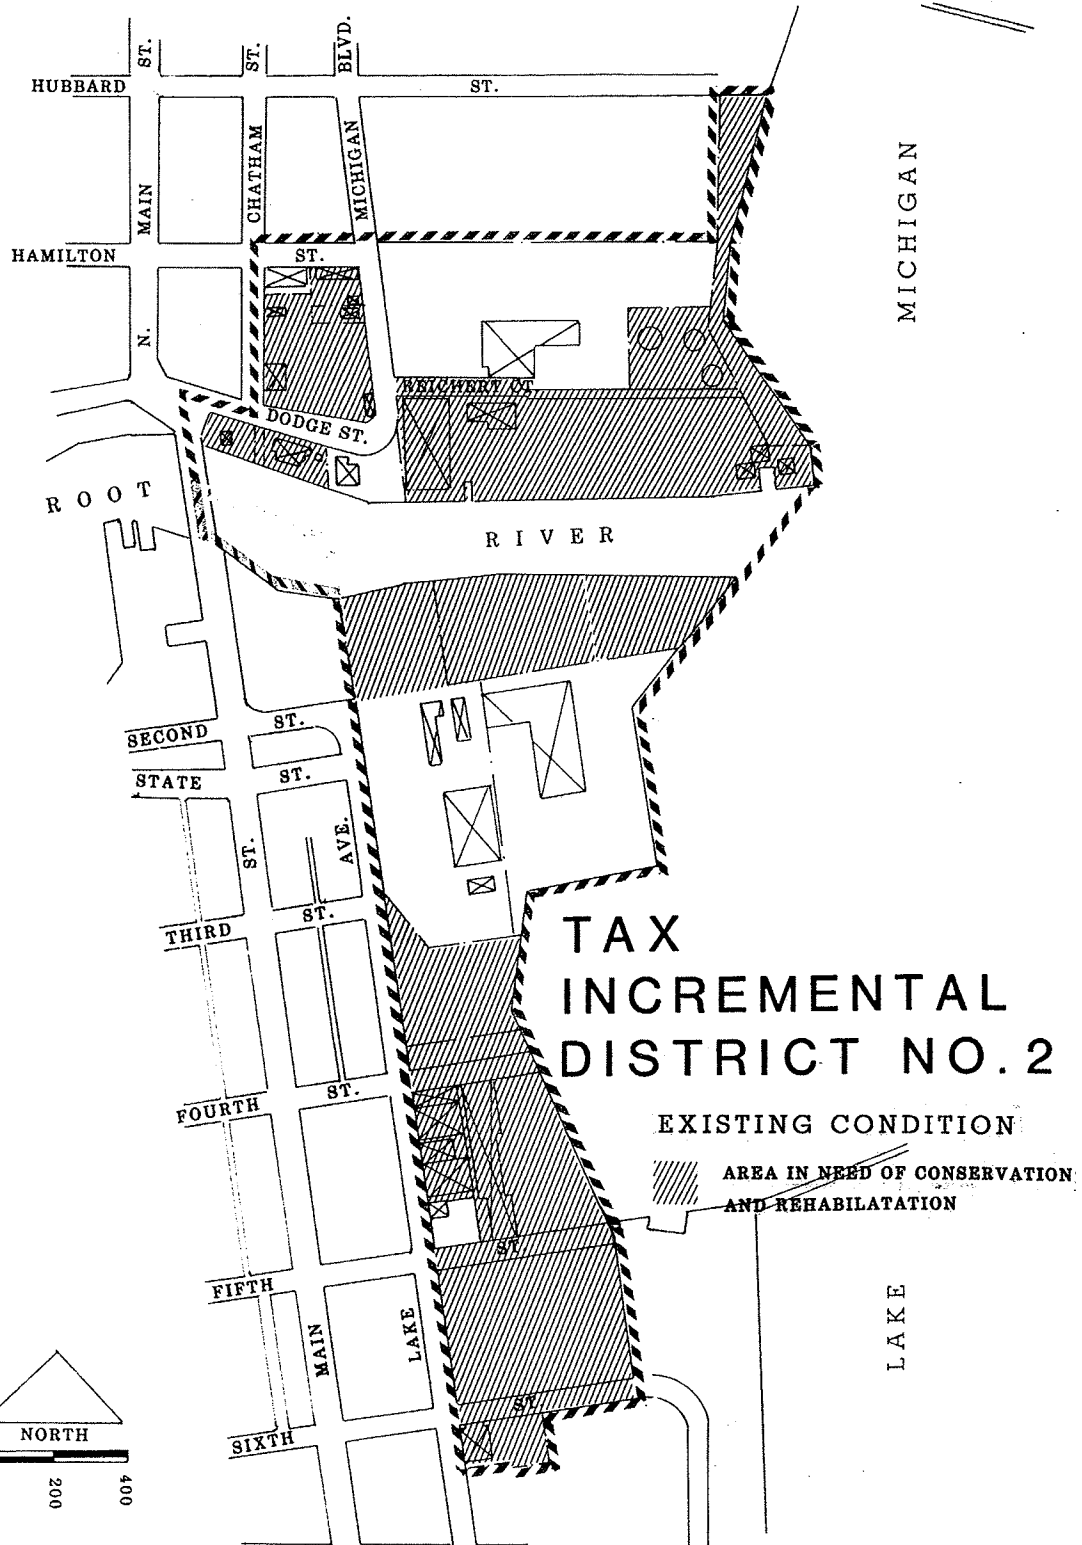 ST.
ST.
BLVD.
HUBBARD
ST.
MAIN
CHATHAM
MICHIGAN
MICHIGAN
HAMILTON
ST.
N.
REICHERT CT
DODGE ST.
ROOT
RIVER
SECOND
ST.
STATE
ST.
ST.
AVE.
THIRD
ST.
TAX
INCREMENTAL
DISTRICT NO. 2
FOURTH
ST.
EXISTING CONDITION
AREA IN NEED OF CONSERVATION
AND REHABILATATION
ST.
FIFTH
MAIN
LAKE
LAKE
ST.
SIXTH
NORTH
200
400